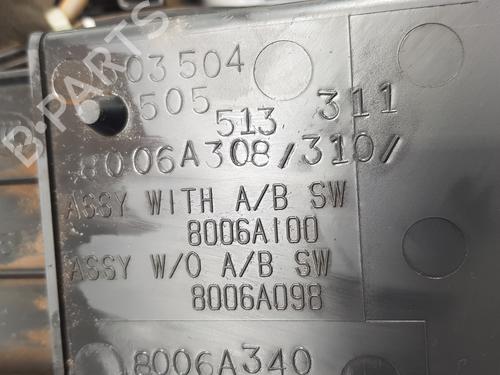 B-PARTS
03 504
505
513 311
8006A308/310/
ASSY WITH A/B SW
8006A100
ASSY W/O A/B SW
8006A098
8006A340